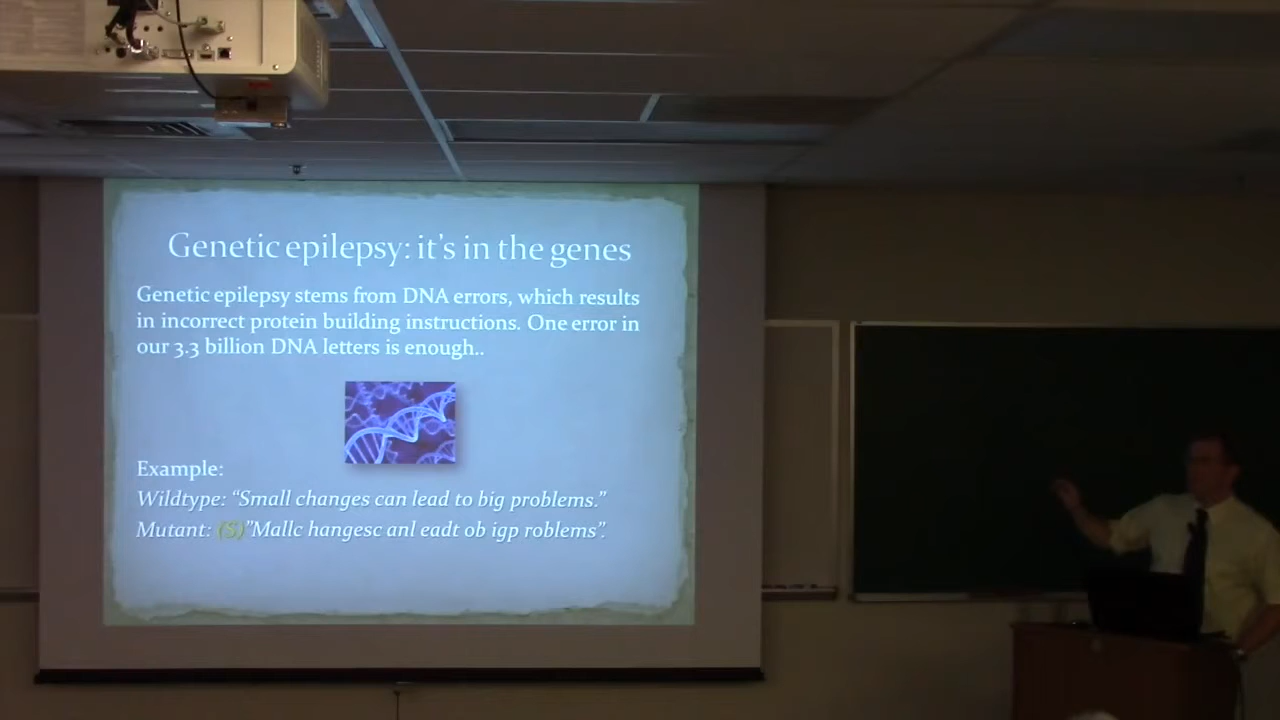 Genetic epilepsy: it's in the genes
Genetic epilepsy stems from DNA errors, which results
in incorrect protein building instructions. One error in
our 3.3 billion DNA letters is enough..
Example:
Wildtype: “Small changes can lead to big problems.”
Mutant: (S)”Mallc hangesc anl eadt ob igp roblems”.